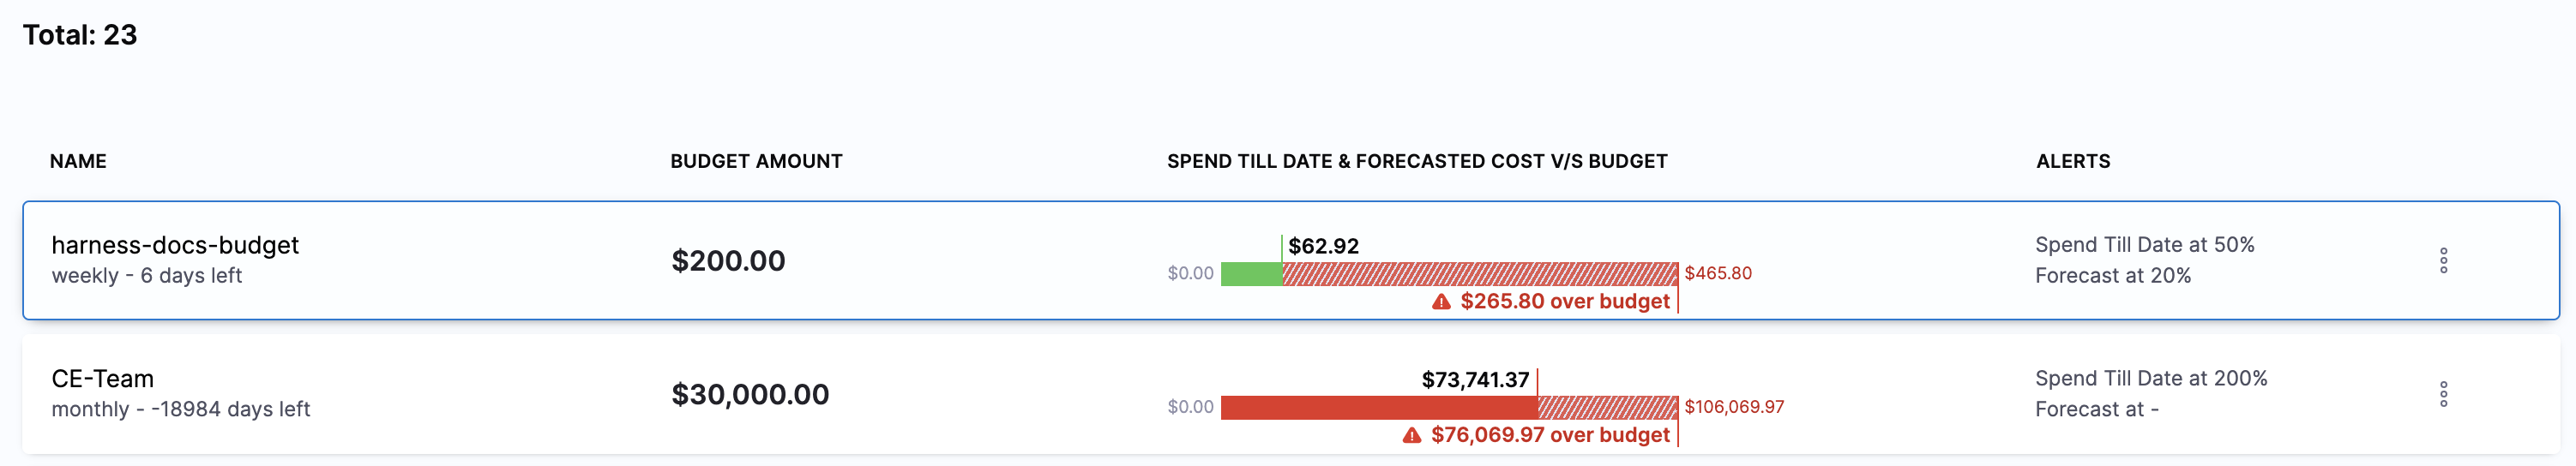 Total: 23
NAME BUDGET AMOUNT SPEND TILL DATE & FORECASTED COST V/S BUDGET ALERTS
harness-docs-budget
weekly - 6 days left
$200.00
$62.92
$0.00 $465.80
$265.80 over budget
Spend Till Date at 50%
Forecast at 20%
CE-Team
monthly - -18984 days left
$30,000.00
$73,741.37
$0.00 $106,069.97
$76,069.97 over budget
Spend Till Date at 200%
Forecast at -